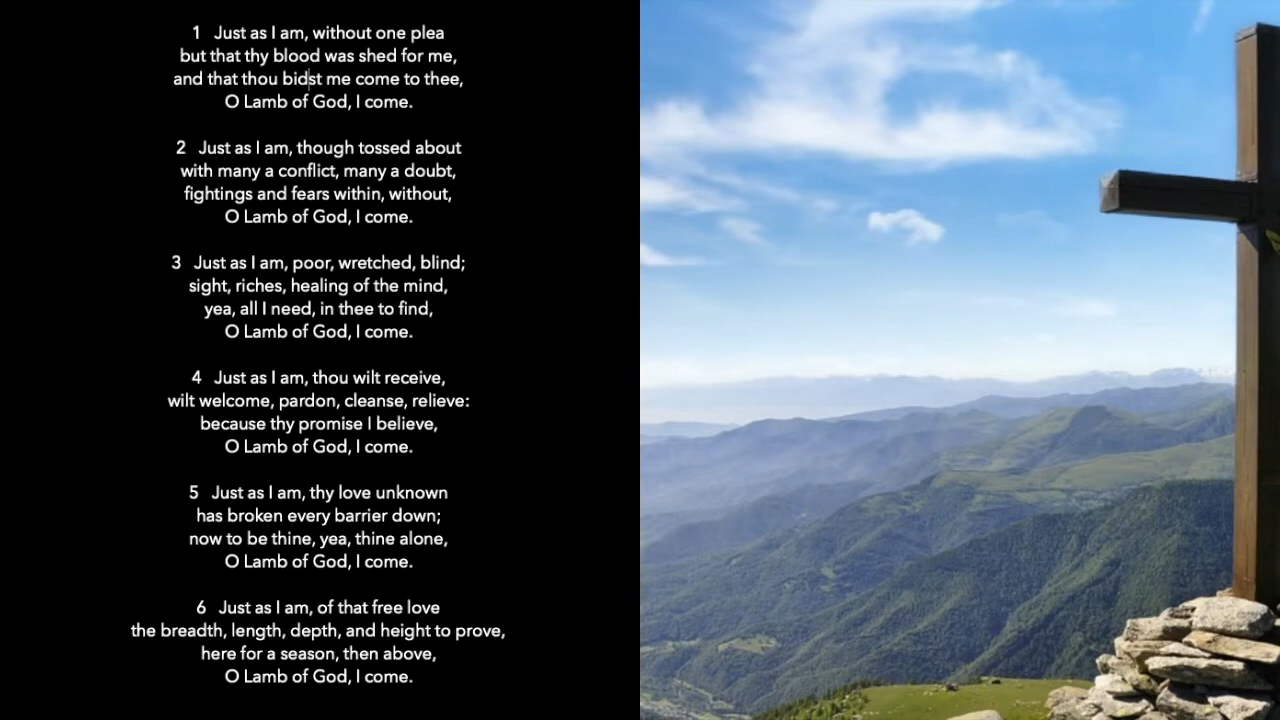 1 Just as I am, without one plea
but that thy blood was shed for me,
and that thou bidst me come to thee,
O Lamb of God, I come.
2 Just as I am, though tossed about
with many a conflict, many a doubt,
fightings and fears within, without,
O Lamb of God, I come.
3 Just as I am, poor, wretched, blind;
sight, riches, healing of the mind,
yea, all I need, in thee to find,
O Lamb of God, I come.
4 Just as I am, thou wilt receive,
wilt welcome, pardon, cleanse, relieve:
because thy promise I believe,
O Lamb of God, I come.
5 Just as I am, thy love unknown
has broken every barrier down;
now to be thine, yea, thine alone,
O Lamb of God, I come.
6 Just as I am, of that free love
the breadth, length, depth, and height to prove,
here for a season, then above,
O Lamb of God, I come.